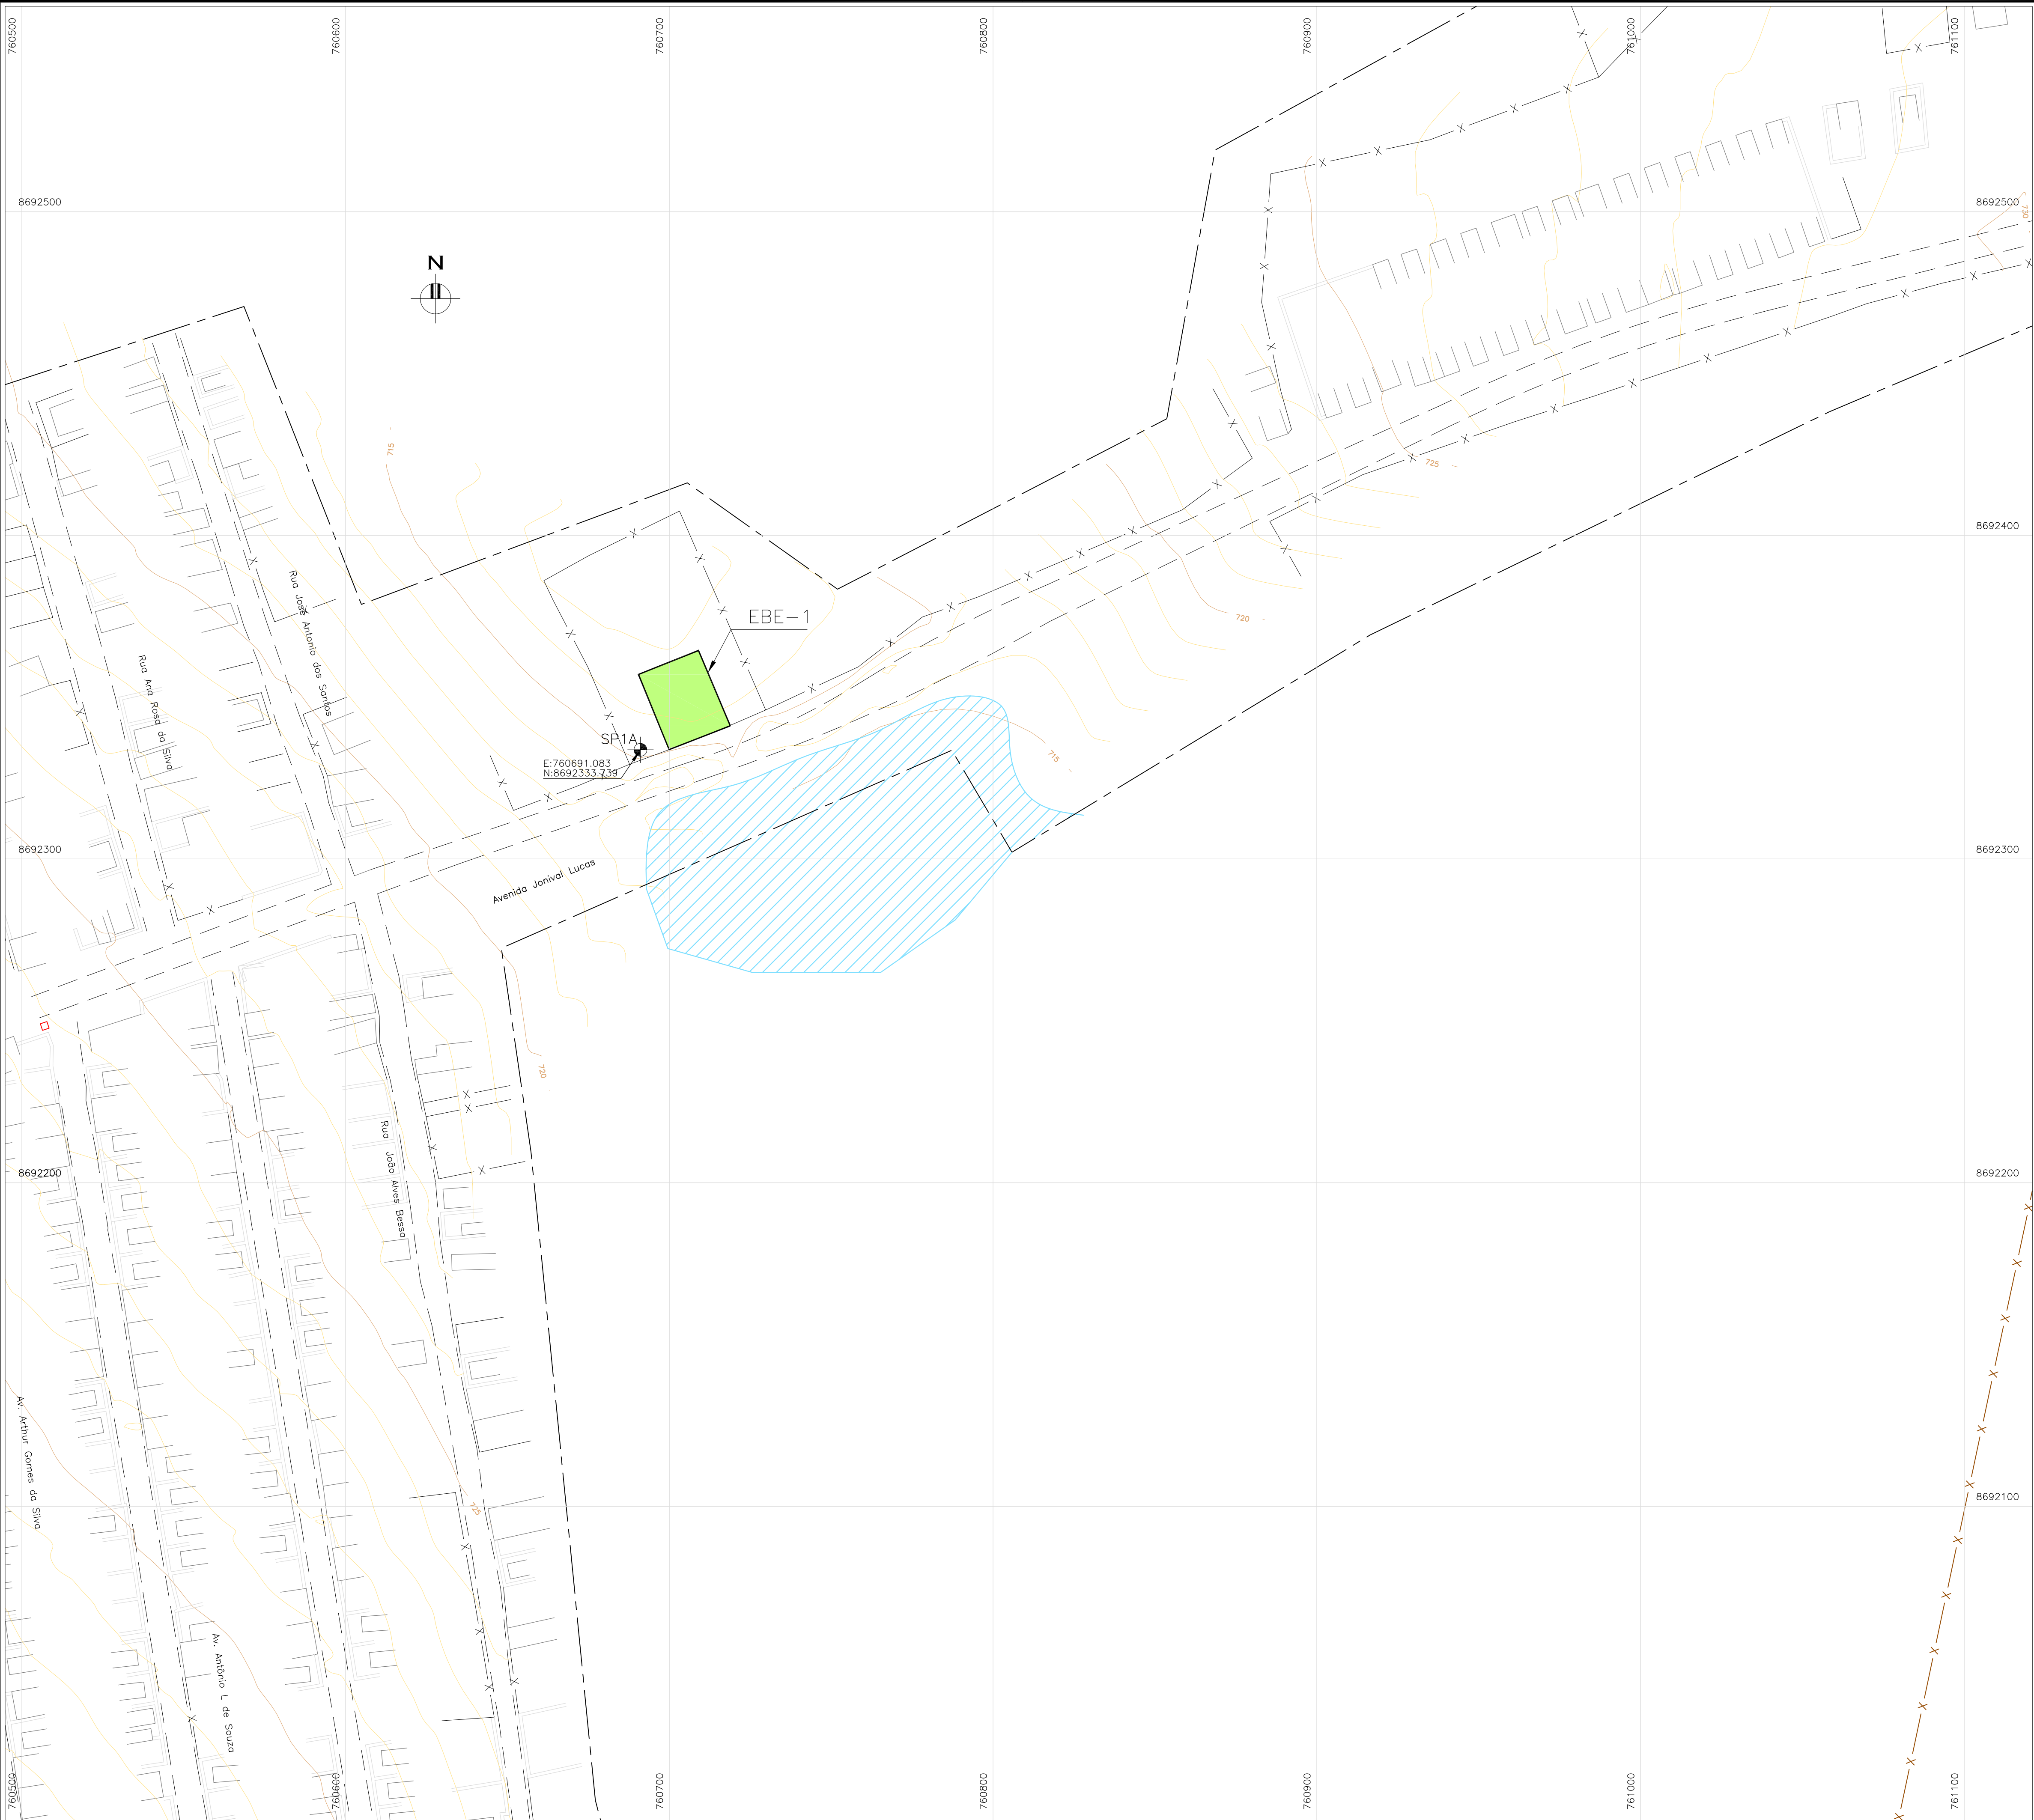 760500
760600
760700
760800
760900
761000
761100
8692500
8692500
730
N
715
725
8692400
Rua José Antonio dos Santos
EBE-1
720
Rua Ana Rosa da Silva
SP1A
E:760691.083
N:8692333.739
715
8692300
8692300
Avenida Jonival Lucas
720
Rua João Alves Bessa
8692200
8692200
Av. Arthur Gomes da Silva
725
8692100
Av. Antônio L de Souza
760500
760600
760700
760800
760900
761000
761100